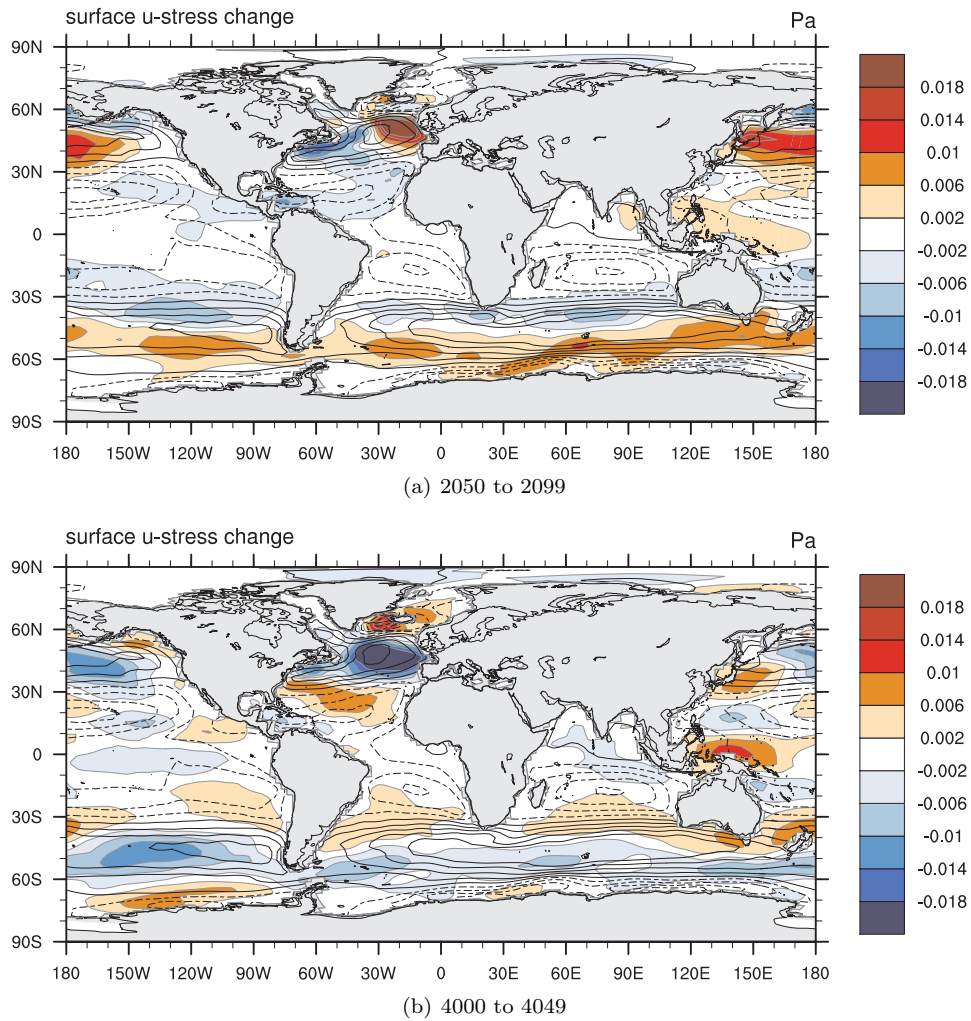 surface u-stress change Pa
90N
60N
30N
0
30S
60S
90S
180 150W 120W 90W 60W 30W 0 30E 60E 90E 120E 150E 180
0.018
0.014
0.01
0.006
0.002
-0.002
-0.006
-0.01
-0.014
-0.018
(a) 2050 to 2099
surface u-stress change Pa
90N
60N
30N
0
30S
60S
90S
180 150W 120W 90W 60W 30W 0 30E 60E 90E 120E 150E 180
0.018
0.014
0.01
0.006
0.002
-0.002
-0.006
-0.01
-0.014
-0.018
(b) 4000 to 4049